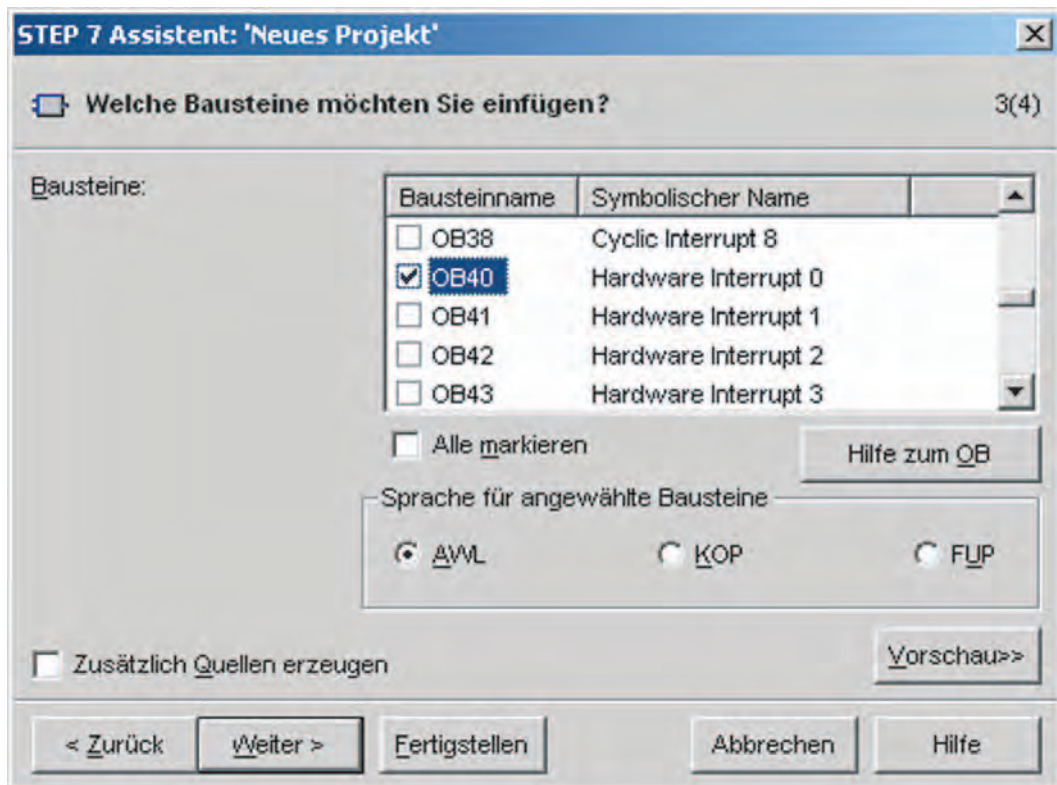 STEP 7 Assistent: 'Neues Projekt'
Welche Bausteine möchten Sie einfügen? 3(4)
Bausteine:
Bausteinname Symbolischer Name
OB38 Cyclic Interrupt 8
OB40 Hardware Interrupt 0
OB41 Hardware Interrupt 1
OB42 Hardware Interrupt 2
OB43 Hardware Interrupt 3
Alle markieren
Hilfe zum OB
Sprache für angewählte Bausteine
AWL KOP FUP
Zusätzlich Quellen erzeugen
Vorschau>>
< Zurück Weiter > Fertigstellen Abbrechen Hilfe